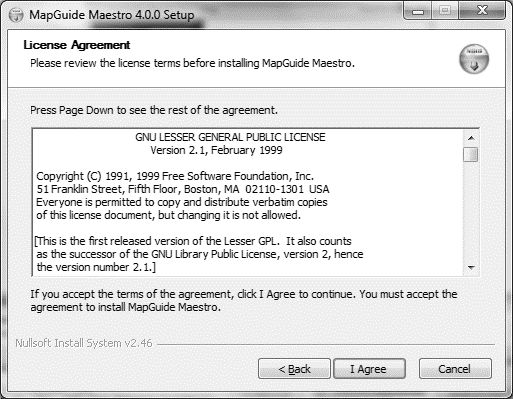 MapGuide Maestro 4.0.0 Setup
License Agreement
Please review the license terms before installing MapGuide Maestro.
Press Page Down to see the rest of the agreement.
GNU LESSER GENERAL PUBLIC LICENSE
Version 2.1, February 1999
Copyright (C) 1991, 1999 Free Software Foundation, Inc.
51 Franklin Street, Fifth Floor, Boston, MA  02110-1301  USA
Everyone is permitted to copy and distribute verbatim copies
of this license document, but changing it is not allowed.
[This is the first released version of the Lesser GPL.  It also counts
as the successor of the GNU Library Public License, version 2, hence
the version number 2.1.]
If you accept the terms of the agreement, click I Agree to continue. You must accept the
agreement to install MapGuide Maestro.
Nullsoft Install System v2.46
< Back I Agree Cancel